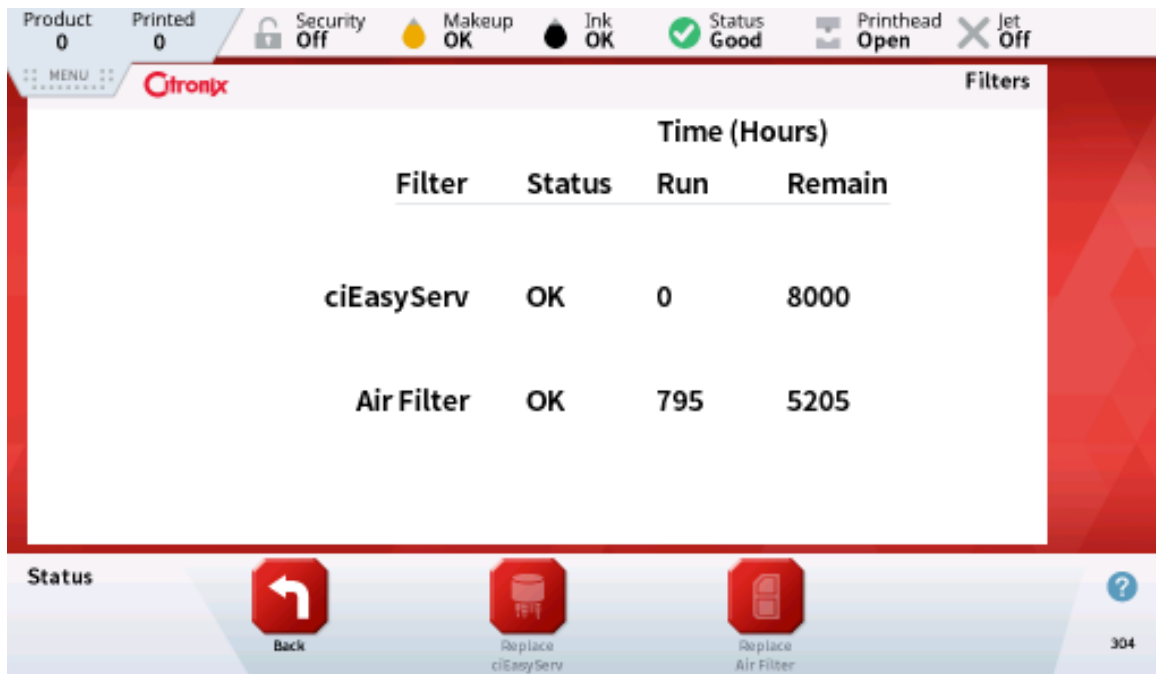 Product Printed Security Makeup Ink Status Printhead Jet
0 0 Off OK OK Good Open Off
MENU Citronix Filters
Time (Hours)
Filter Status Run Remain
ciEasyServ OK 0 8000
Air Filter OK 795 5205
Status
Back Replace Replace 304
ciEasyServ Air Filter
?